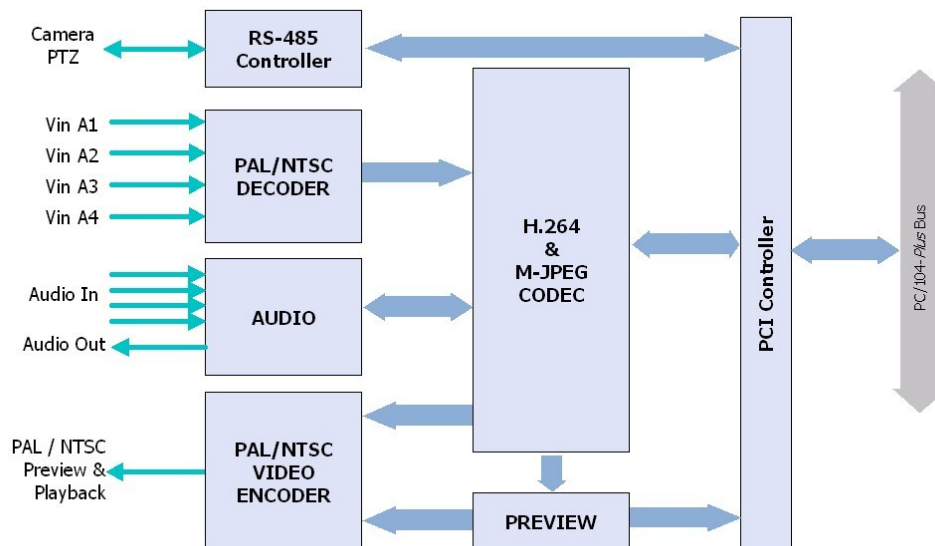 Camera
PTZ
RS-485
Controller
Vin A1
Vin A2
Vin A3
Vin A4
PAL/NTSC
DECODER
Audio In
Audio Out
AUDIO
PAL / NTSC
Preview &
Playback
PAL/NTSC
VIDEO
ENCODER
H.264
&
M-JPEG
CODEC
PREVIEW
PCI Controller
PC/104-Plus Bus